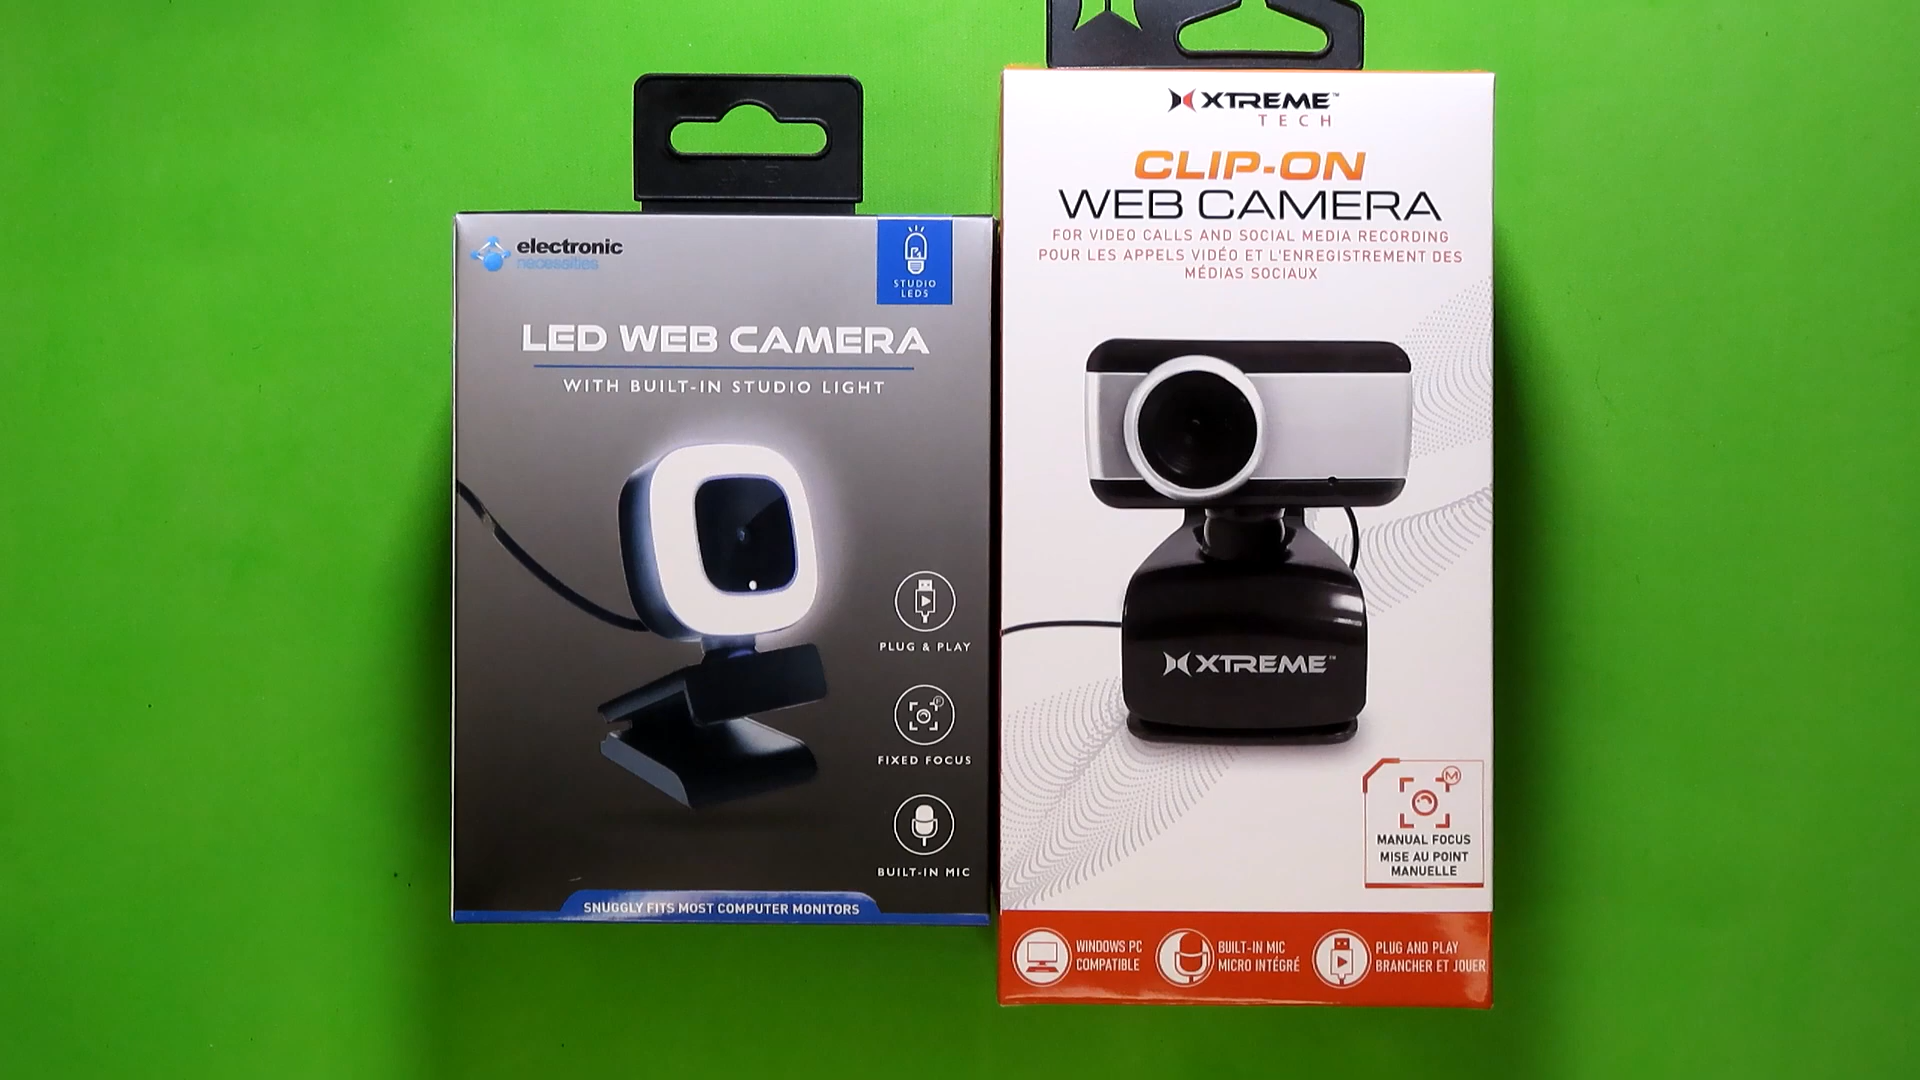 electronic
necessities
STUDIO
LEDS
LED WEB CAMERA
WITH BUILT-IN STUDIO LIGHT
PLUG & PLAY
F
FIXED FOCUS
BUILT-IN MIC
SNUGGLY FITS MOST COMPUTER MONITORS
XTREME™
TECH
CLIP-ON
WEB CAMERA
FOR VIDEO CALLS AND SOCIAL MEDIA RECORDING
POUR LES APPELS VIDÉO ET L'ENREGISTREMENT DES
MÉDIAS SOCIAUX
XTREME™
M
MANUAL FOCUS
MISE AU POINT
MANUELLE
WINDOWS PC
COMPATIBLE
BUILT-IN MIC
MICRO INTÉGRÉ
PLUG AND PLAY
BRANCHER ET JOUER